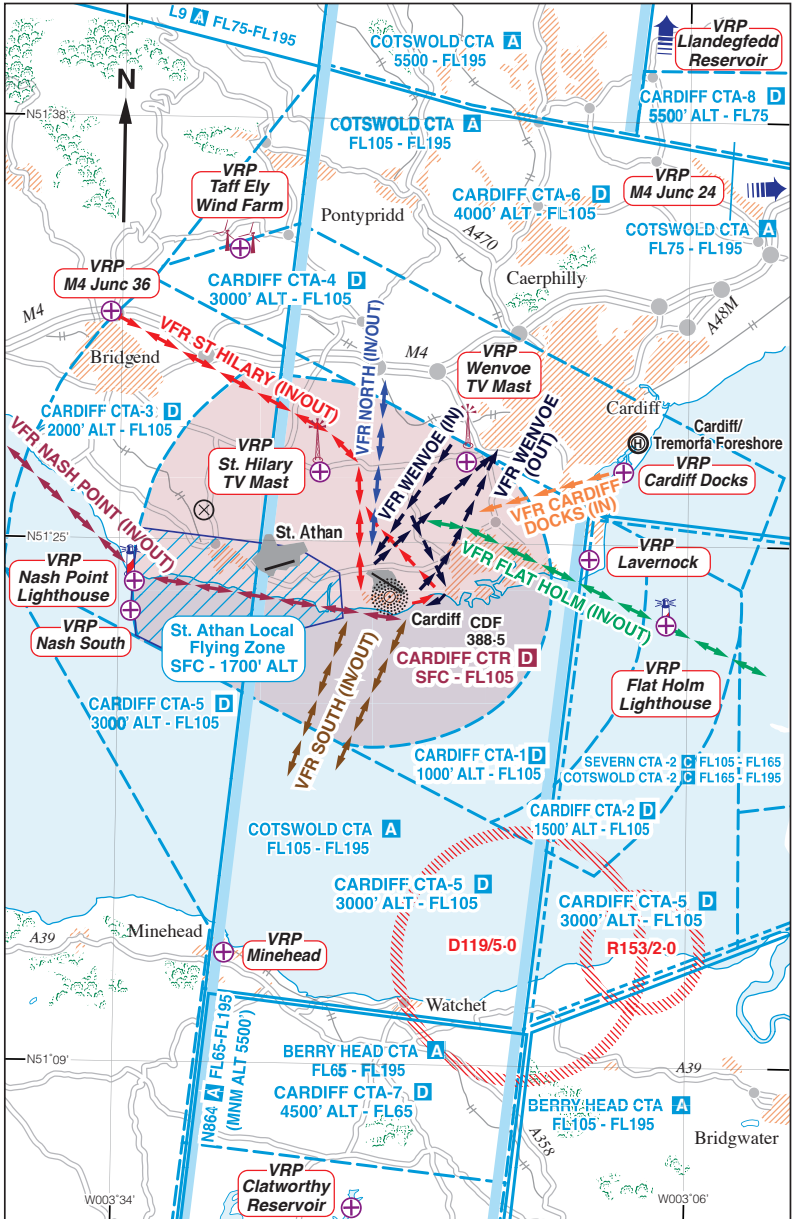 L9 A FL75-FL195
COTSWOLD CTA A
5500 - FL195
VRP
Llandegfedd
Reservoir
N
N51°38'
CARDIFF CTA-8 D
5500' ALT - FL75
COTSWOLD CTA A
FL105 - FL195
VRP
Taff Ely
Wind Farm
Pontypridd
CARDIFF CTA-6 D
4000' ALT - FL105
VRP
M4 Junc 24
A470
COTSWOLD CTA A
FL75 - FL195
VRP
M4 Junc 36
CARDIFF CTA-4 D
3000' ALT - FL105
Caerphilly
M4
A48M
VFR ST HILARY (IN/OUT)
VFR NORTH (IN/OUT)
M4
Bridgend
VRP
Wenvoe
TV Mast
CARDIFF CTA-3 D
2000' ALT - FL105
Cardiff
VFR NASH POINT (IN/OUT)
VRP
St. Hilary
TV Mast
VFR WENVOE (IN)
VFR WENVOE
(OUT)
H
Cardiff/
Tremorfa Foreshore
VRP
Cardiff Docks
VFR CARDIFF
DOCKS (IN)
N51°25'
St. Athan
VFR FLAT HOLM (IN/OUT)
VRP
Lavernock
VRP
Nash Point
Lighthouse
VRP
Nash South
St. Athan Local
Flying Zone
SFC - 1700' ALT
Cardiff
CDF
388·5
CARDIFF CTR D
SFC - FL105
VRP
Flat Holm
Lighthouse
CARDIFF CTA-5 D
3000' ALT - FL105
VFR SOUTH (IN/OUT)
CARDIFF CTA-1 D
1000' ALT - FL105
SEVERN CTA-2 C FL105 - FL165
COTSWOLD CTA-2 C FL165 - FL195
CARDIFF CTA-2 D
1500' ALT - FL105
COTSWOLD CTA A
FL105 - FL195
CARDIFF CTA-5 D
3000' ALT - FL105
CARDIFF CTA-5 D
3000' ALT - FL105
D119/5·0
R153/2·0
A39
Minehead
VRP
Minehead
Watchet
N864 A FL65-FL195
(MNM ALT 5500')
N51°09'
BERRY HEAD CTA A
FL65 - FL195
CARDIFF CTA-7 D
4500' ALT - FL65
A39
BERRY HEAD CTA A
FL105 - FL195
A358
Bridgwater
VRP
Clatworthy
Reservoir
W003°34'
W003°06'